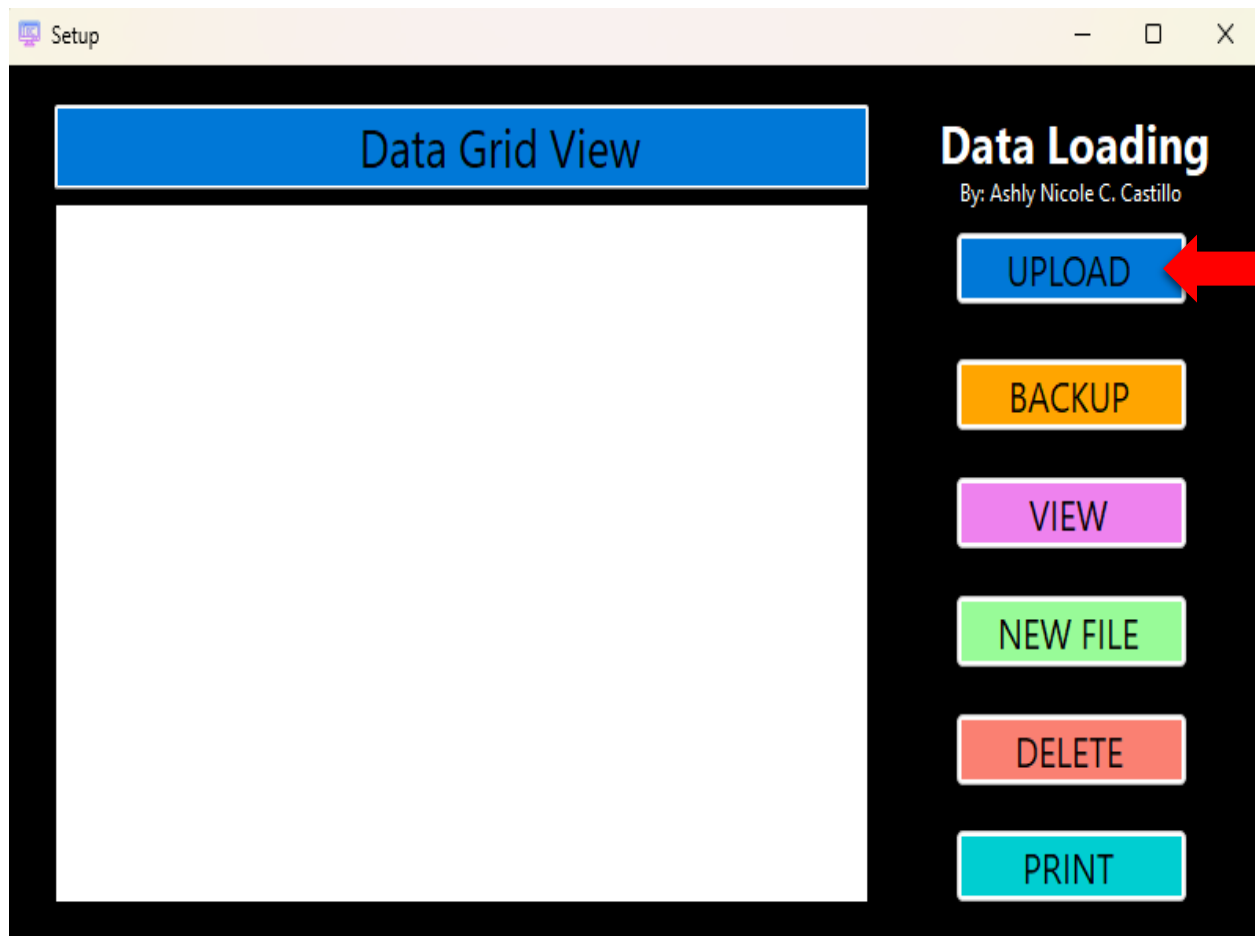 Setup
Data Grid View
Data Loading
By: Ashly Nicole C. Castillo
UPLOAD
BACKUP
VIEW
NEW FILE
DELETE
PRINT